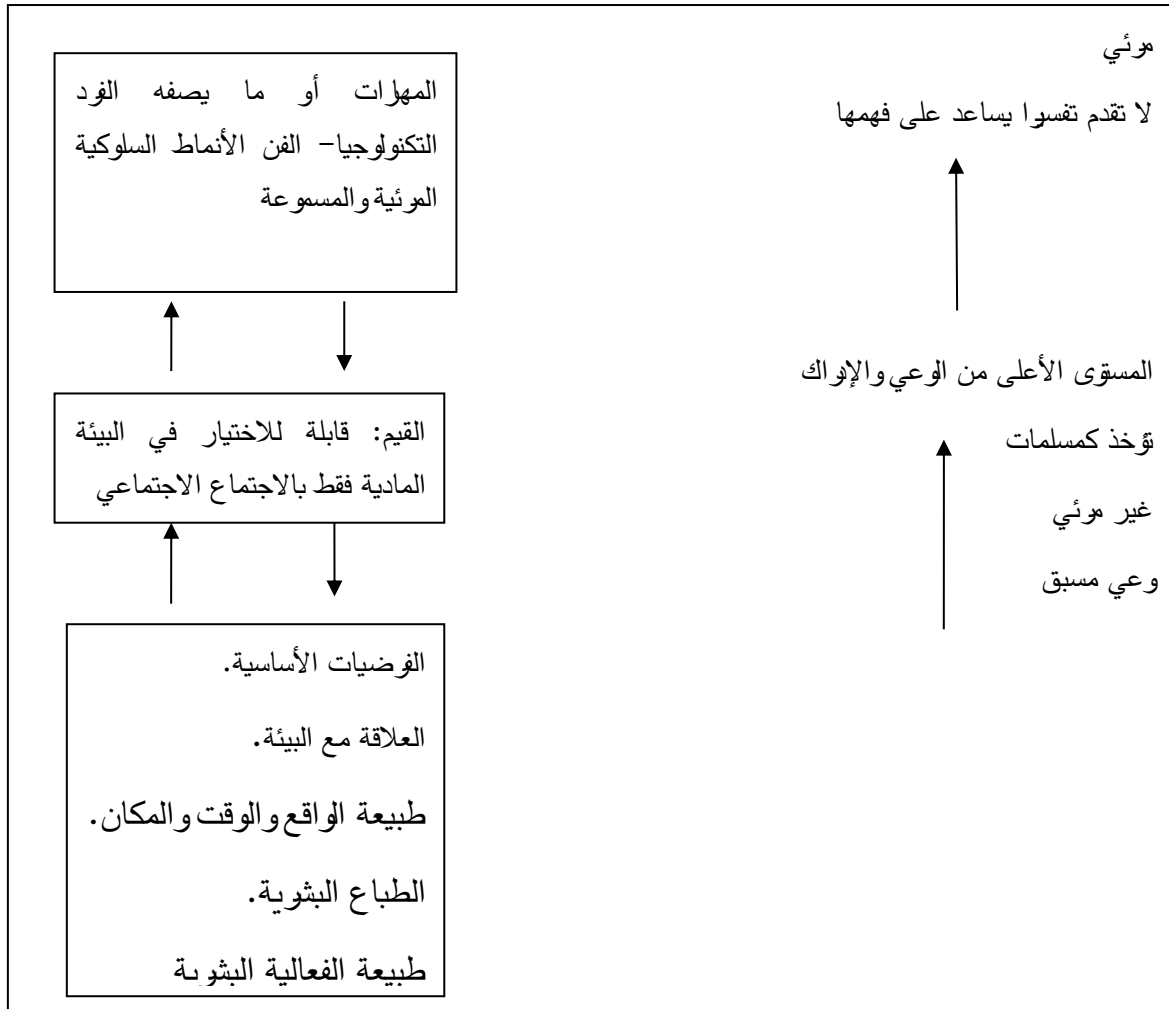 مرئي
لا تقدم تفسيرا يساعد على فهمها
المهارات أو ما يصفه الفرد
التكنولوجيا– الفن الأنماط السلوكية
المرئية والمسموعة
المستوى الأعلى من الوعي والإدراك
تؤخذ كمسلمات
غير مرئي
وعي مسبق
القيم: قابلة للاختيار في البيئة
المادية فقط بالاجتماع الاجتماعي
الفرضيات الأساسية.
العلاقة مع البيئة.
طبيعة الواقع والوقت والمكان.
الطباع البشرية.
طبيعة الفعالية البشرية